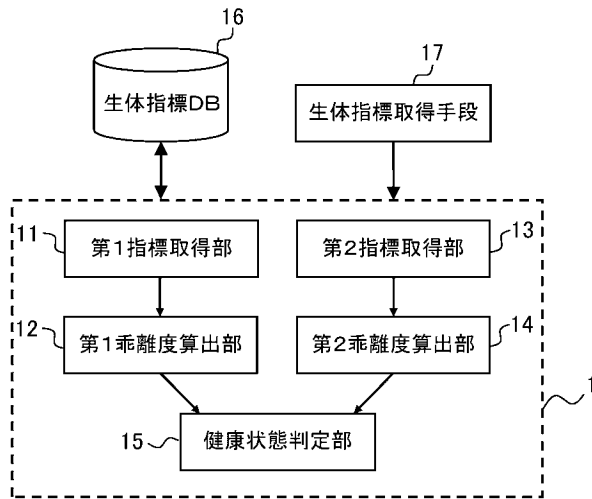 16
生体指標DB
17
生体指標取得手段
11
第1指標取得部
第2指標取得部
13
12
第1乖離度算出部
第2乖離度算出部
14
15
健康状態判定部
1